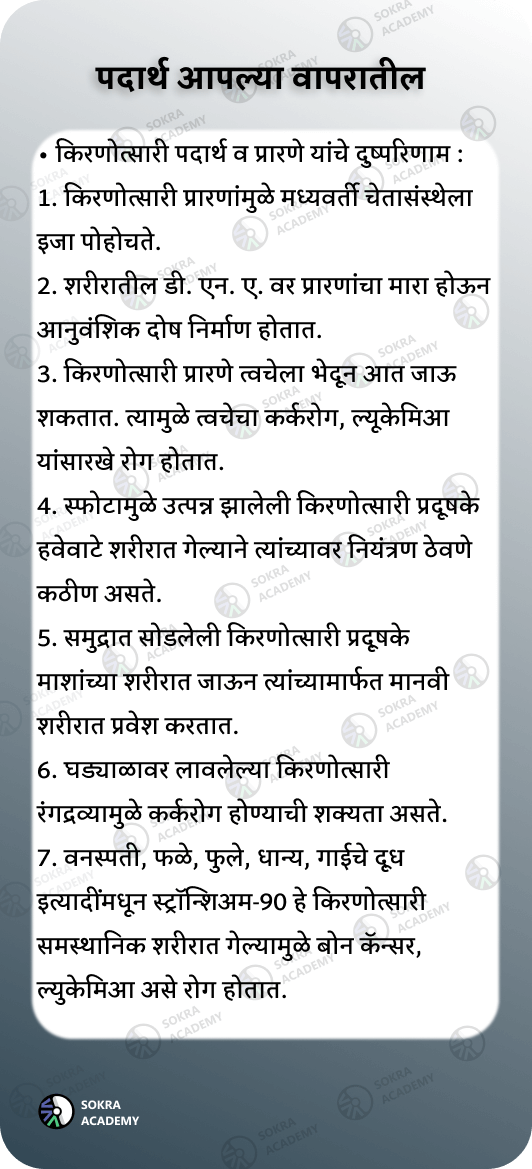 पदार्थ आपल्या वापरातील
• किरणोत्सारी पदार्थ व प्रारणे यांचे दुष्परिणाम :
1. किरणोत्सारी प्रारणांमुळे मध्यवर्ती चेतासंस्थेला
इजा पोहोचते.
2. शरीरातील डी. एन. ए. वर प्रारणांचा मारा होऊन
आनुवंशिक दोष निर्माण होतात.
3. किरणोत्सारी प्रारणे त्वचेला भेदून आत जाऊ
शकतात. त्यामुळे त्वचेचा कर्करोग, ल्यूकेमिआ
यांसारखे रोग होतात.
4. स्फोटामुळे उत्पन्न झालेली किरणोत्सारी प्रदूषके
हवेवाटे शरीरात गेल्याने त्यांच्यावर नियंत्रण ठेवणे
कठीण असते.
5. समुद्रात सोडलेली किरणोत्सारी प्रदूषके
माशांच्या शरीरात जाऊन त्यांच्यामार्फत मानवी
शरीरात प्रवेश करतात.
6. घड्याळावर लावलेल्या किरणोत्सारी
रंगद्रव्यामुळे कर्करोग होण्याची शक्यता असते.
7. वनस्पती, फळे, फुले, धान्य, गाईचे दूध
इत्यादींमधून स्ट्रॉन्शिअम-90 हे किरणोत्सारी
समस्थानिक शरीरात गेल्यामुळे बोन कॅन्सर,
ल्युकेमिआ असे रोग होतात.
SOKRA
ACADEMY